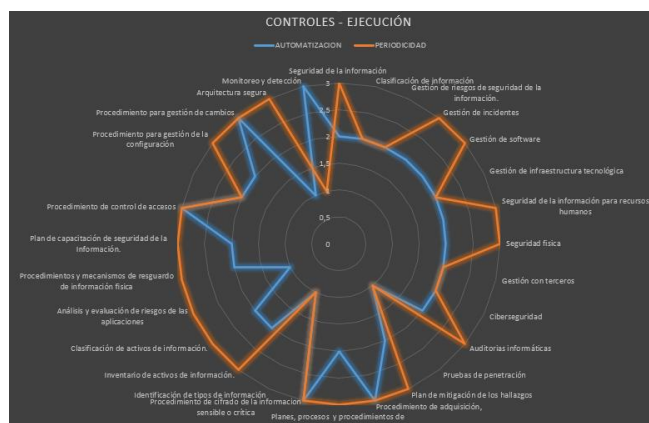 CONTROLES - EJECUCIÓN
AUTOMATIZACION
PERIODICIDAD
Seguridad de la información
Clasificación de información
Gestión de riesgos de seguridad de la
información.
Gestión de incidentes
Gestión de software
Gestión de infraestructura tecnológica
Seguridad de la información para recursos
humanos
Seguridad física
Gestión con terceros
Ciberseguridad
Auditorias informáticas
Pruebas de penetración
Plan de mitigación de los hallazgos
Procedimiento de adquisición,
Planes, procesos y procedimientos de
Procedimiento de cifrado de la información
sensible o crítica
Identificación de tipos de información
Inventario de activos de información.
Clasificación de activos de información.
Análisis y evaluación de riesgos de las
aplicaciones
Procedimientos y mecanismos de resguardo
de información física
Plan de capacitación de seguridad de la
Información.
Procedimiento de control de accesos
Procedimiento para gestión de la
configuración
Procedimiento para gestión de cambios
Arquitectura segura
Monitoreo y detección
3
2,5
2
1,5
0,5
0